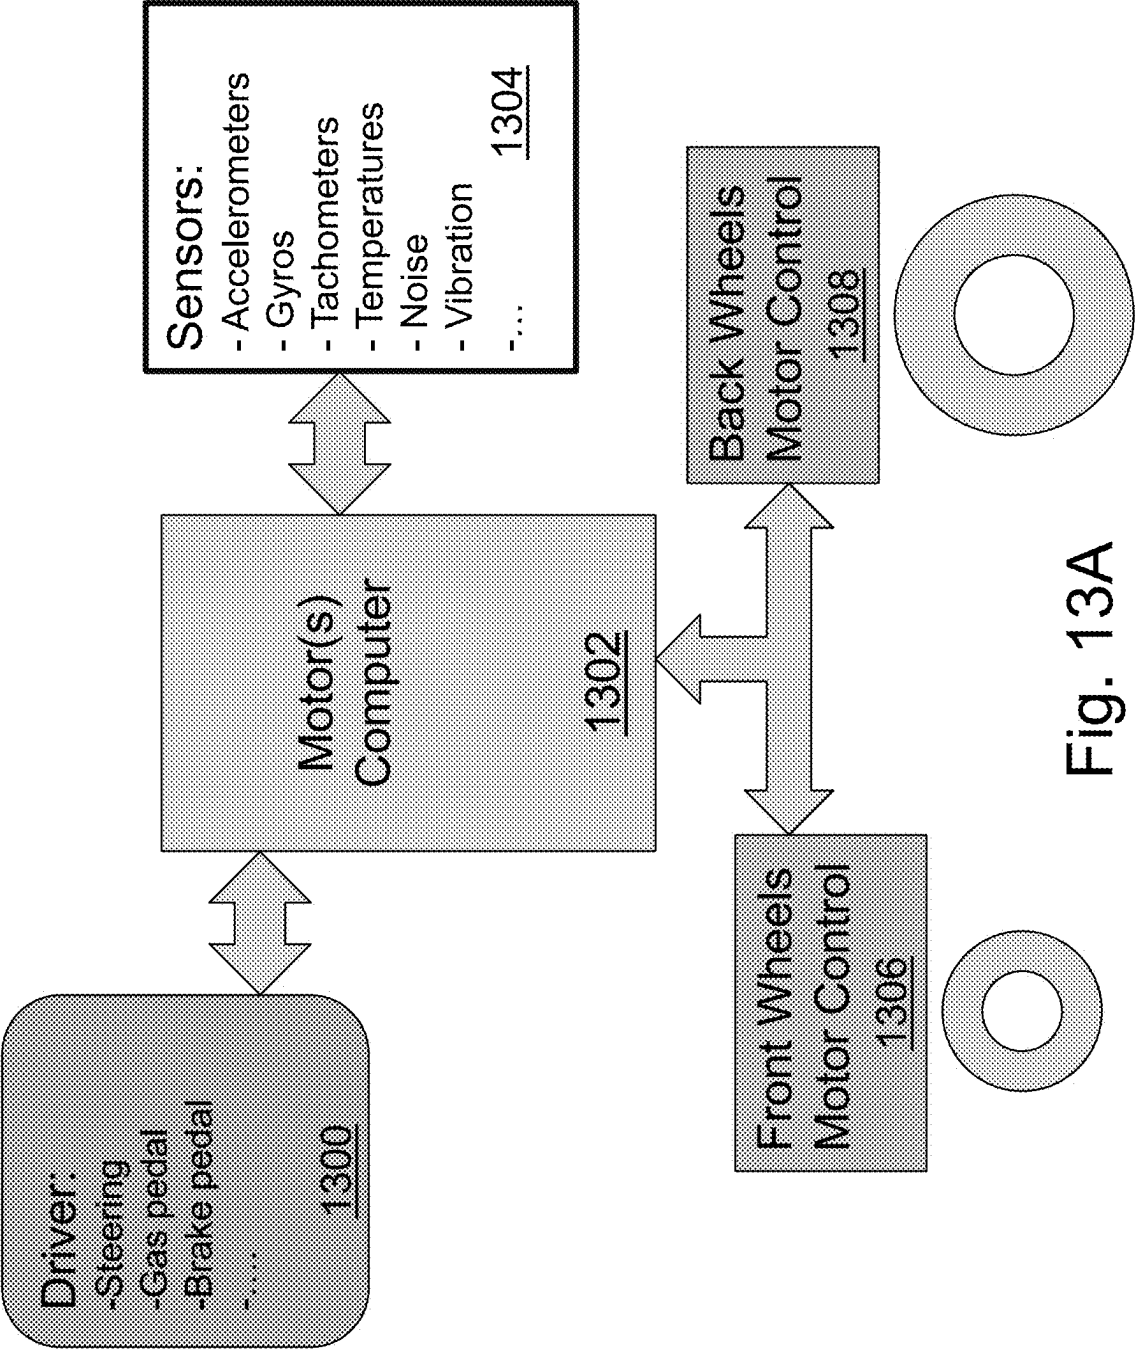 Driver:
-Steering
-Gas pedal
-Brake pedal
-....
1300
Motor(s)
Computer
1302
Sensors:
- Accelerometers
- Gyros
- Tachometers
- Temperatures
- Noise
- Vibration
-...
1304
Front Wheels
Motor Control
1306
Back Wheels
Motor Control
1308
Fig. 13A